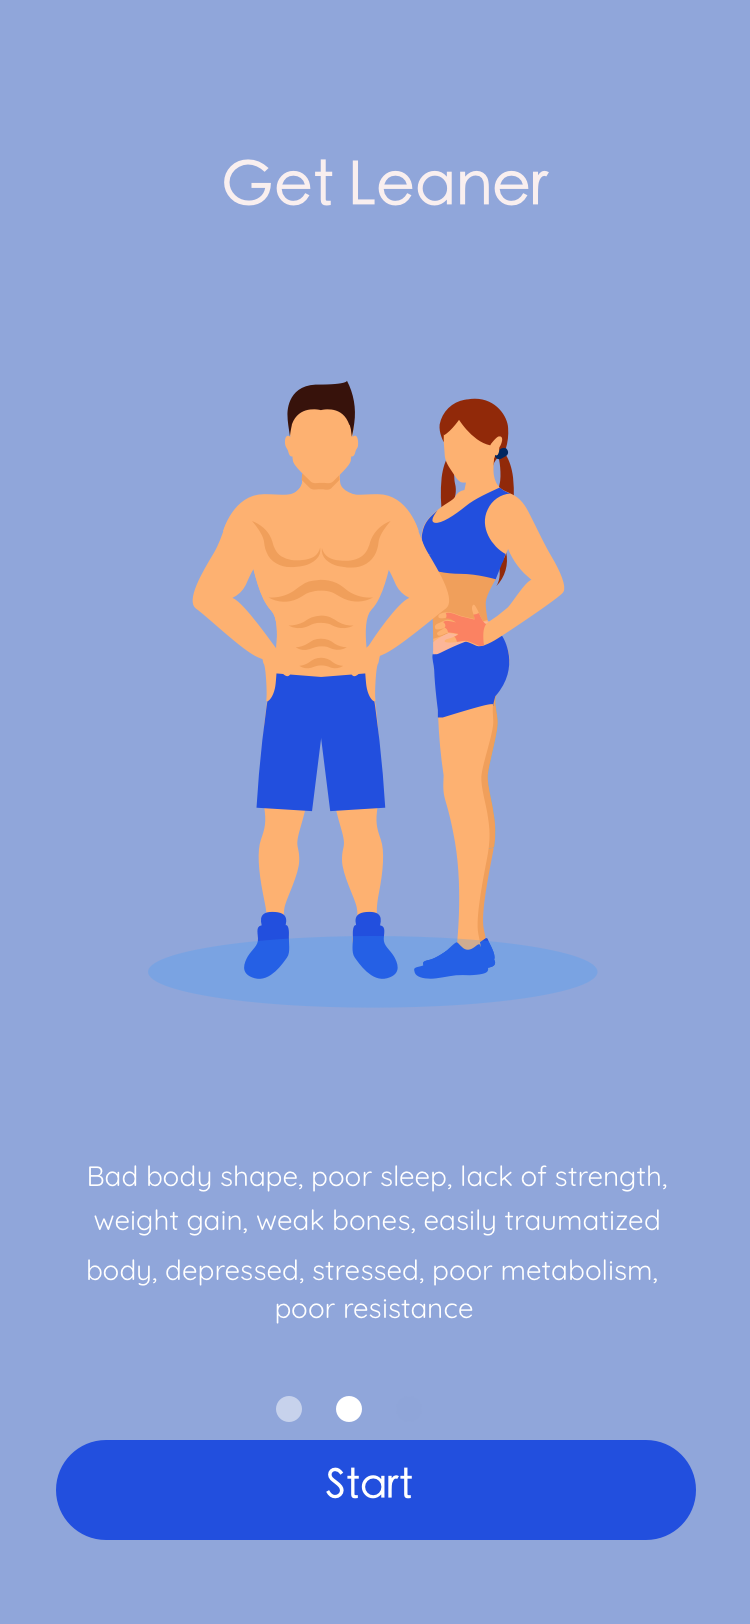 Get Leaner
Bad body shape, poor sleep, lack of strength,
weight gain, weak bones, easily traumatized
body, depressed, stressed, poor metabolism,
poor resistance
Start